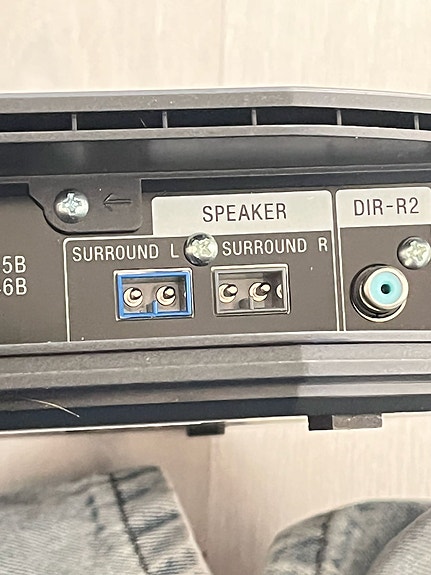 SPEAKER
DIR-R2
SURROUND L
SURROUND R
5B
6B